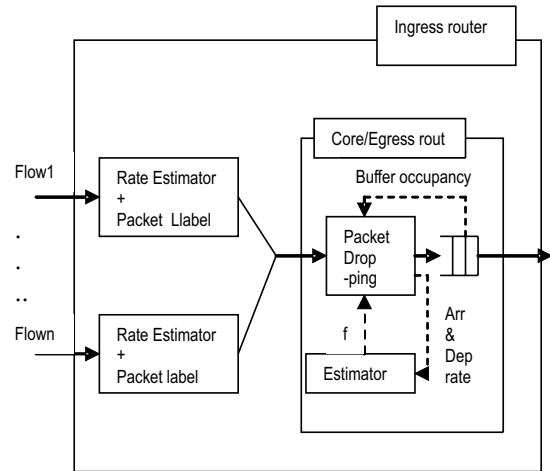 Ingress router
Core/Egress rout
Flow1
Rate Estimator
+
Packet Llabel
Buffer occupancy
Packet
Drop
-ping
.
.
..
Flown
Rate Estimator
+
Packet label
f
Estimator
Arr
&
Dep
rate